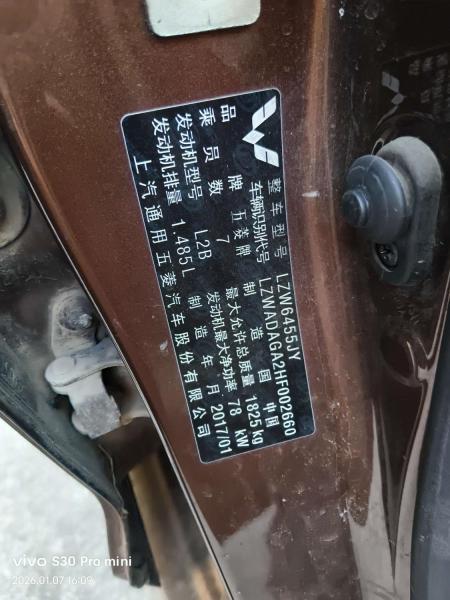 整车型号 LZW6455JY
车辆识别代号 LZWADAGA2HF002660
品牌 五菱牌 制造国 中国
乘员数 7 最大允许总质量 1825kg
发动机型号 L2B 发动机最大净功率 78 kW
发动机排量 1.485L 制造年月 2017/01
上汽通用五菱汽车股份有限公司
vivo S30 Pro mini
2026.01.07 16:09